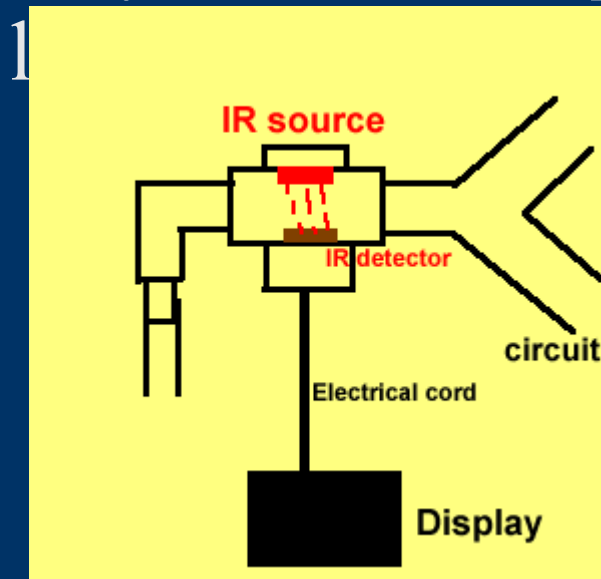 IR source
IR detector
circuit
Electrical cord
Display